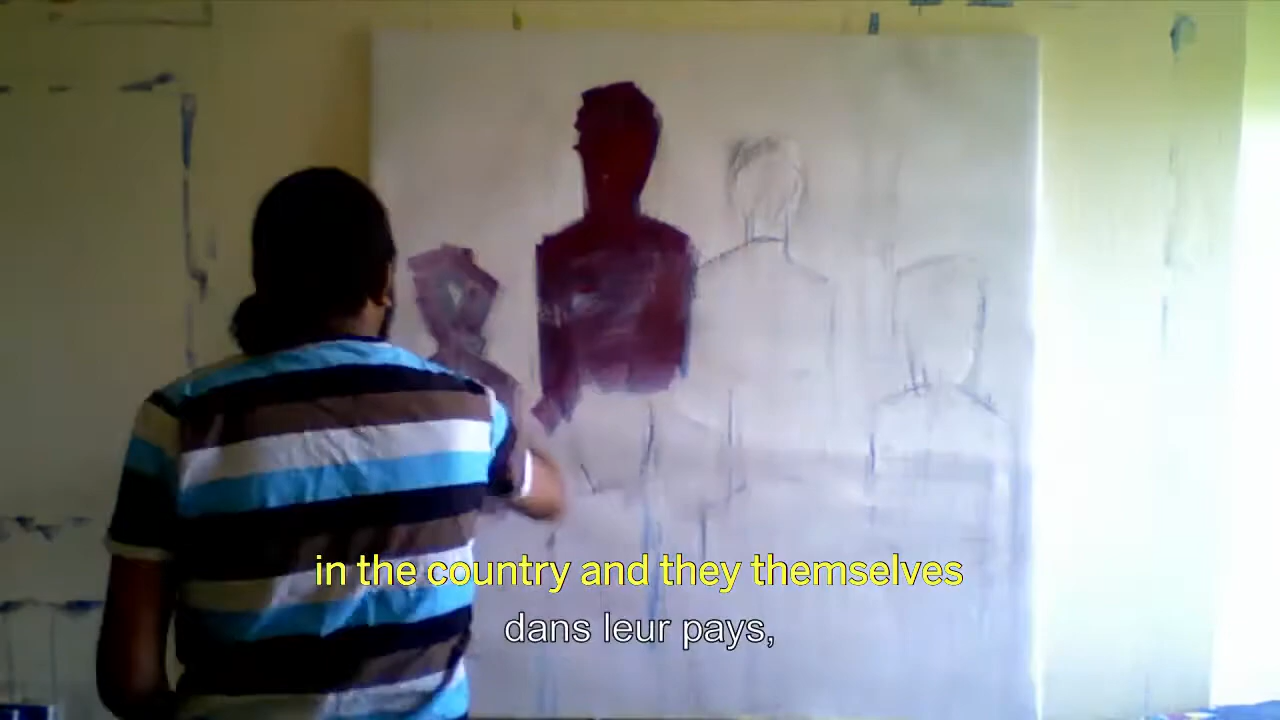 in the country and they themselves
dans leur pays,